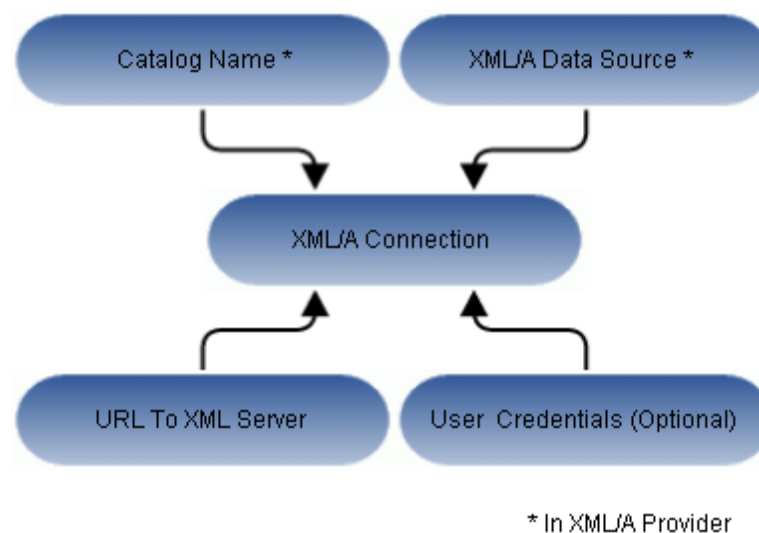 Catalog Name *
XML/A Data Source *
XML/A Connection
URL To XML Server
User Credentials (Optional)
* In XML/A Provider